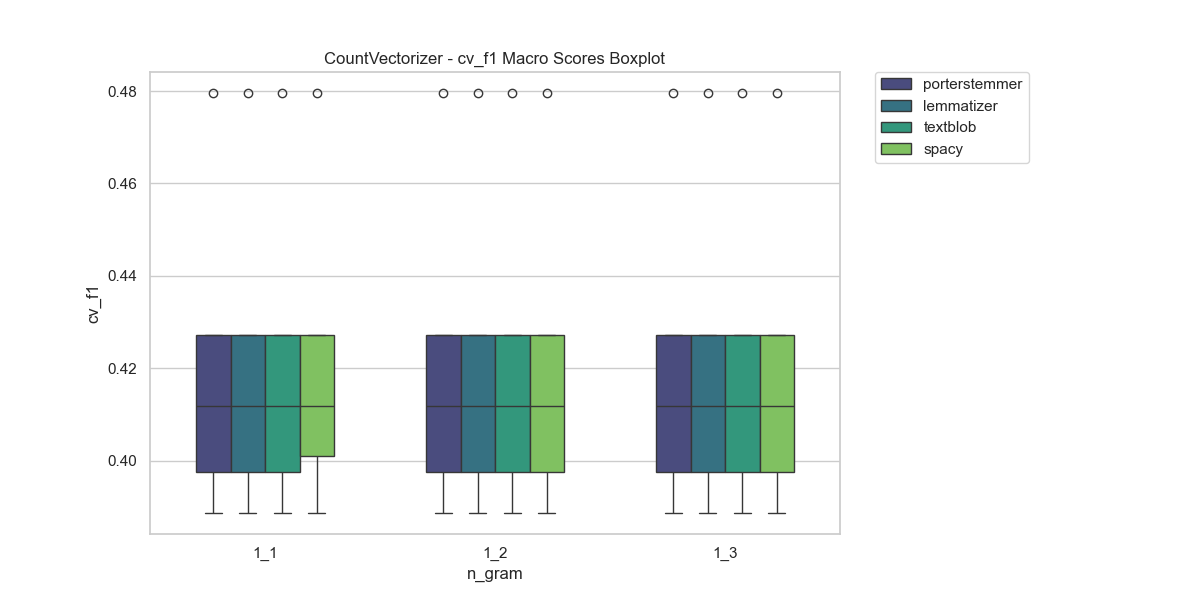 CountVectorizer - cv_f1 Macro Scores Boxplot
0.48
0.46
0.44
0.42
0.40
cv_f1
1_1
1_2
1_3
n_gram
porterstemmer
lemmatizer
textblob
spacy